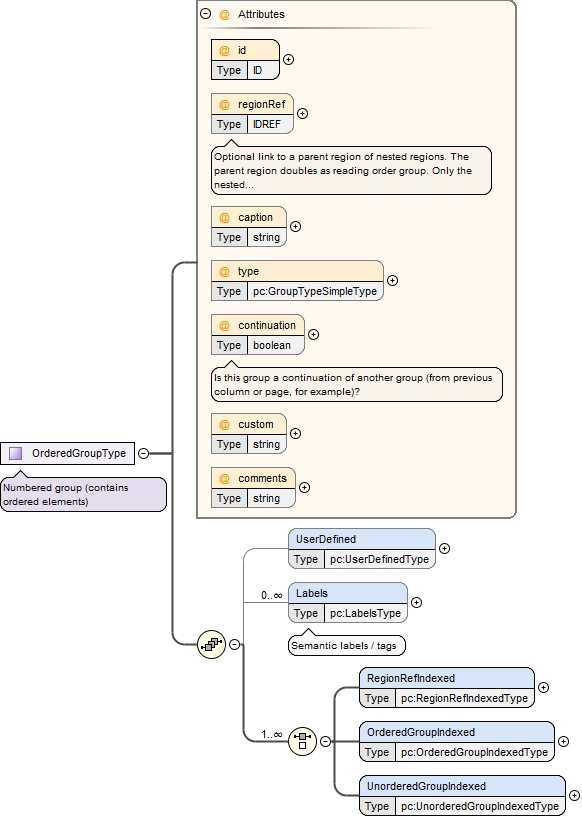 @ Attributes
@ id
Type ID
@ regionRef
Type IDREF
Optional link to a parent region of nested regions. The
parent region doubles as reading order group. Only the
nested...
@ caption
Type string
@ type
Type pc:GroupTypeSimpleType
@ continuation
Type boolean
Is this group a continuation of another group (from previous
column or page, for example)?
@ custom
Type string
@ comments
Type string
OrderedGroupType
Numbered group (contains
ordered elements)
UserDefined
Type pc:UserDefinedType
0..∞
Labels
Type pc:LabelsType
Semantic labels / tags
1..∞
RegionRefIndexed
Type pc:RegionRefIndexedType
OrderedGroupIndexed
Type pc:OrderedGroupIndexedType
UnorderedGroupIndexed
Type pc:UnorderedGroupIndexedType